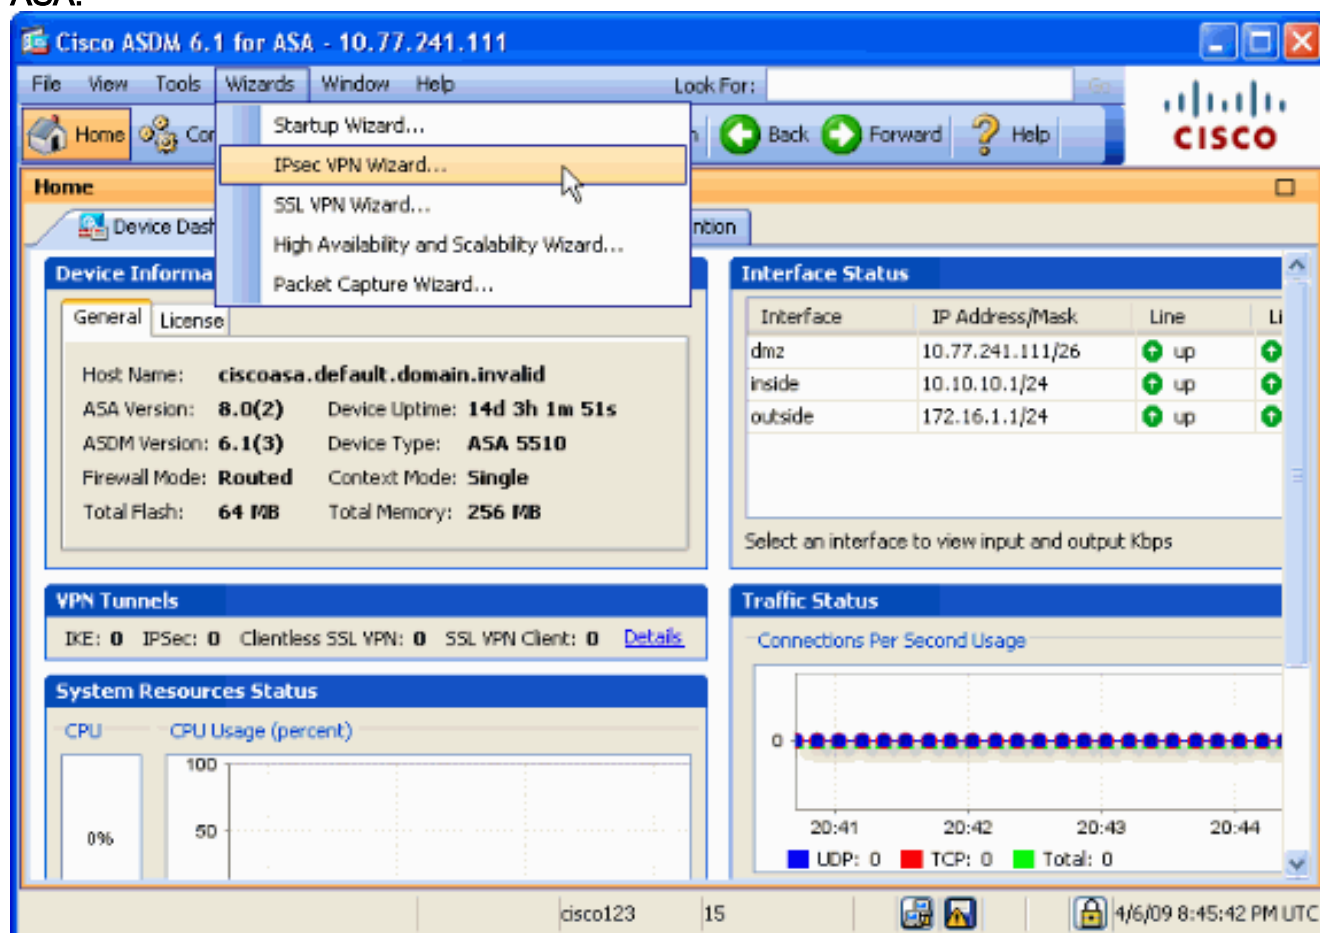 ASA.
Cisco ASDM 6.1 for ASA - 10.77.241.111
File View Tools Wizards Window Help Look For: Go
Home Back Forward Help
CISCO
Startup Wizard...
IPsec VPN Wizard...
SSL VPN Wizard...
High Availability and Scalability Wizard...
Packet Capture Wizard...
Home
Device Dash
General License
Host Name: ciscoasa.default.domain.invalid
ASA Version: 8.0(2) Device Uptime: 14d 3h 1m 51s
ASDM Version: 6.1(3) Device Type: ASA 5510
Firewall Mode: Routed Context Mode: Single
Total Flash: 64 MB Total Memory: 256 MB
Interface Status
Interface IP Address/Mask Line Li
dmz 10.77.241.111/26 up
inside 10.10.10.1/24 up
outside 172.16.1.1/24 up
Select an interface to view input and output Kbps
VPN Tunnels
IKE: 0 IPSec: 0 Clientless SSL VPN: 0 SSL VPN Client: 0 Details
Traffic Status
Connections Per Second Usage
0
20:41 20:42 20:43 20:44
UDP: 0 TCP: 0 Total: 0
System Resources Status
CPU CPU Usage (percent)
100
0% 50
cisco123 15 4/6/09 8:45:42 PM UTC